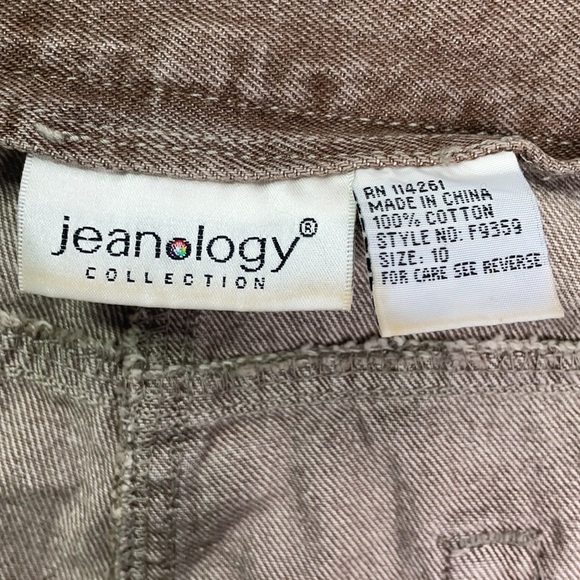 jeanology®
COLLECTION
RN 114261
MADE IN CHINA
100% COTTON
STYLE NO: F9359
SIZE: 10
FOR CARE SEE REVERSE